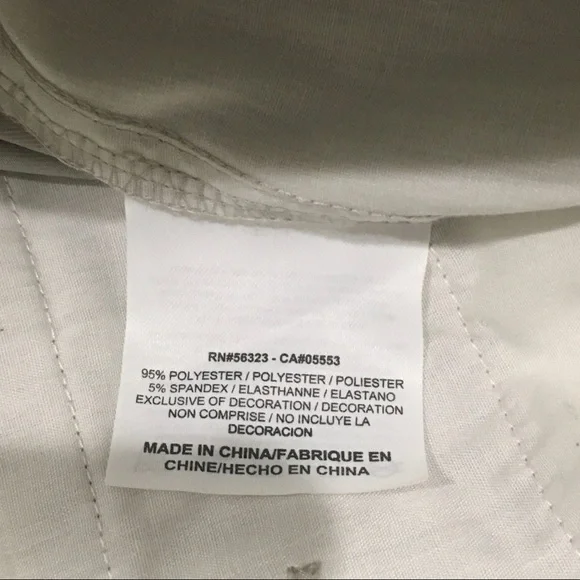 RN#56323 - CA#05553
95% POLYESTER / POLYESTER / POLIESTER
5% SPANDEX / ELASTHANNE / ELASTANO
EXCLUSIVE OF DECORATION / DECORATION
NON COMPRISE / NO INCLUYE LA
DECORACION
MADE IN CHINA/FABRIQUE EN
CHINE/HECHO EN CHINA